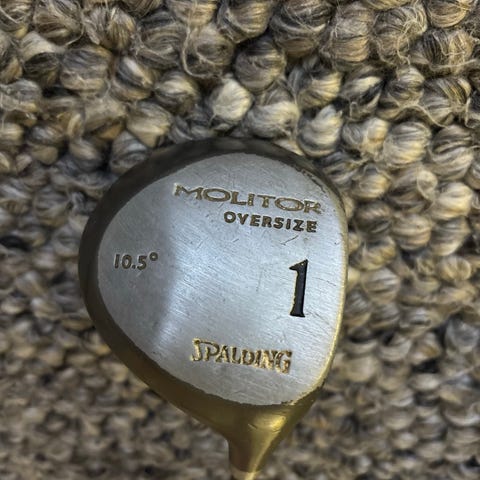 MOLITOR
OVERSIZE
10.5°
1
SPALDING